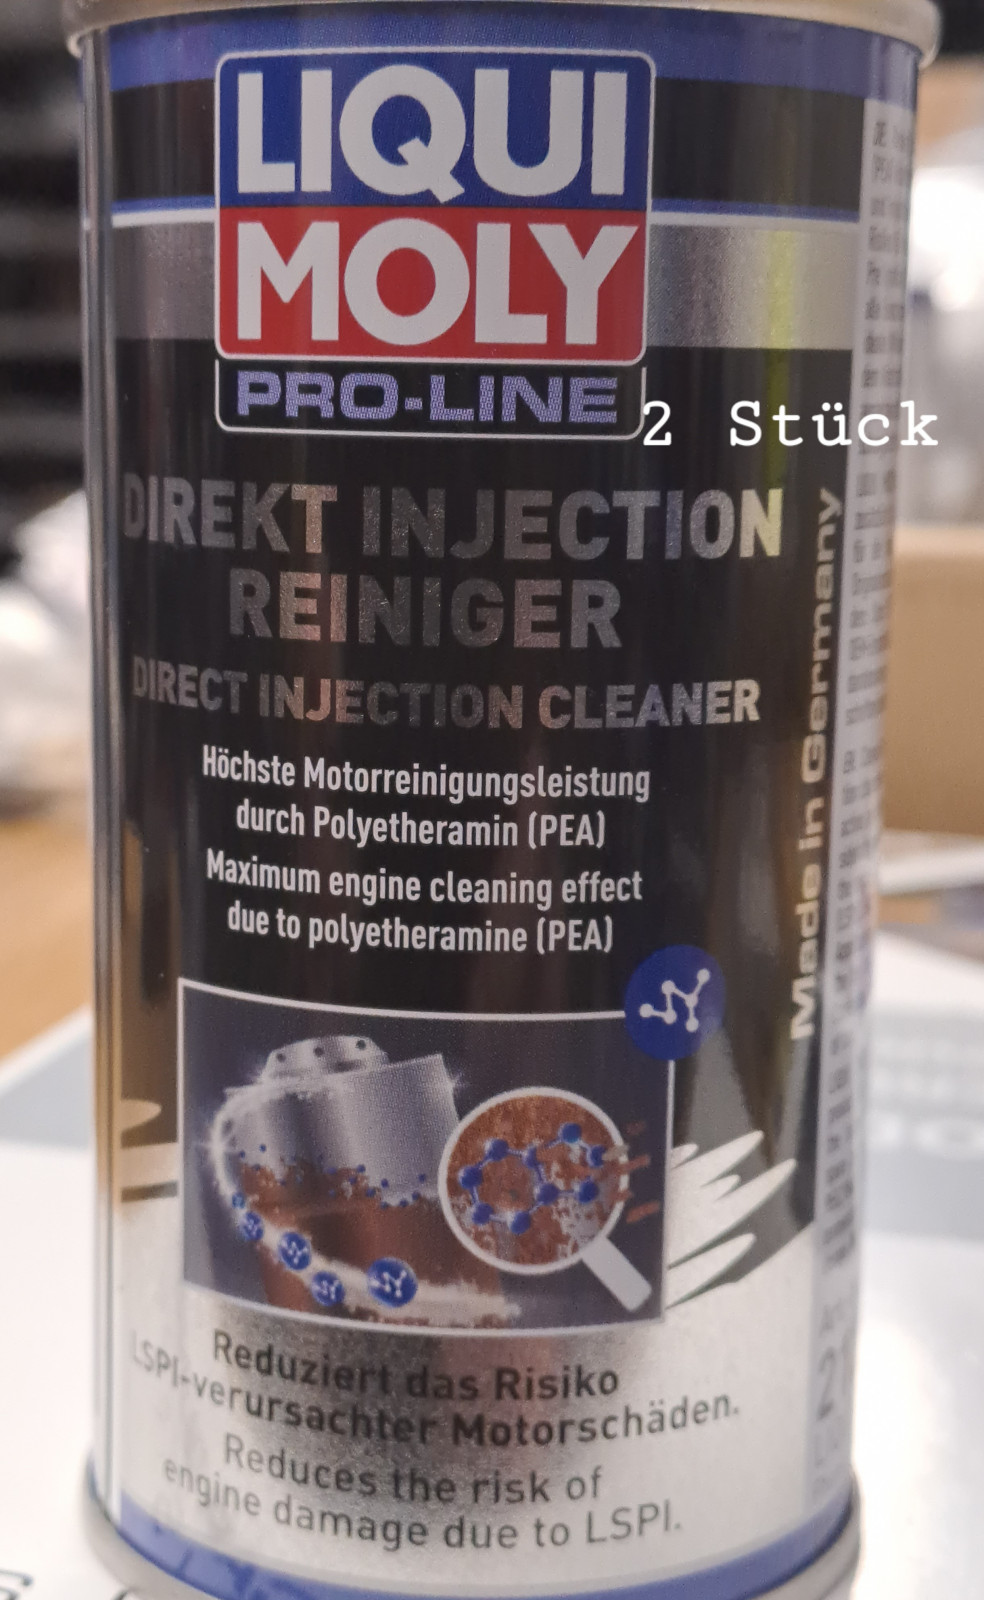 LIQUI
MOLY
PRO-LINE
2 Stück
DIREKT INJECTION
REINIGER
DIRECT INJECTION CLEANER
Höchste Motorreinigungsleistung
durch Polyetheramin (PEA)
Maximum engine cleaning effect
due to polyetheramine (PEA)
Made in Germany
Reduziert das Risiko
LSPI-verursachter Motorschäden.
Reduces the risk of
engine damage due to LSPI.